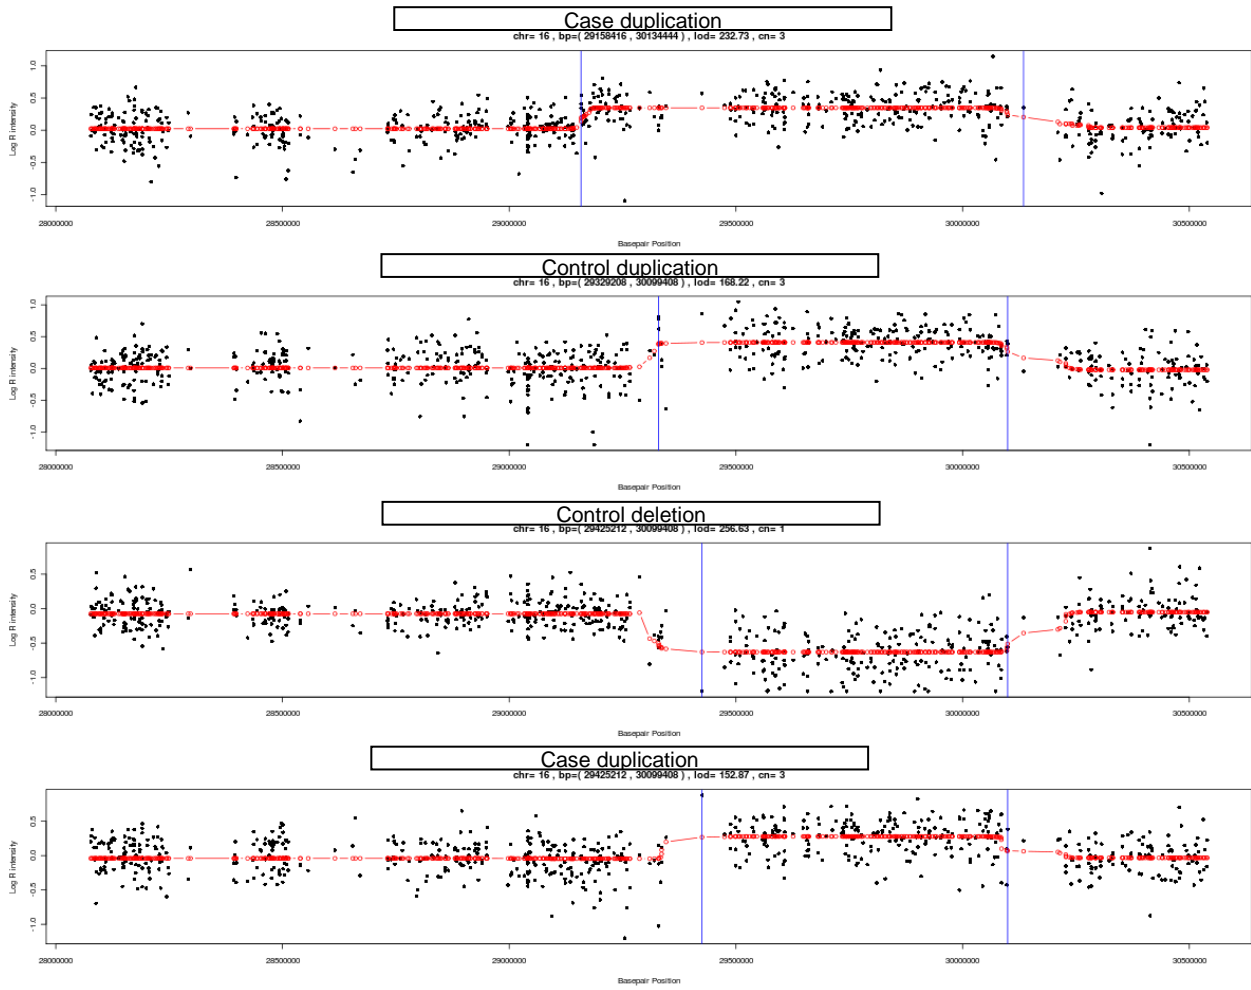 Case duplication
chr= 16 , bp=( 29158416 , 30134444 ) , lod= 232.73, cn= 3
Log R intensity
1.0
0.5
0.0
-0.5
-1.0
28000000 28500000 29000000 29500000 30000000 30500000
Basepair Position
Control duplication
chr= 16 , bp=( 29329208 , 30099408 ) , lod= 168.22, cn= 3
Log R intensity
1.0
0.5
0.0
-0.5
-1.0
28000000 28500000 29000000 29500000 30000000 30500000
Basepair Position
Control deletion
chr= 16 , bp=( 29425212 , 30099408 ) , lod= 256.63, cn= 1
Log R intensity
0.5
0.0
-0.5
-1.0
28000000 28500000 29000000 29500000 30000000 30500000
Basepair Position
Case duplication
chr= 16 , bp=( 29425212 , 30099408 ) , lod= 152.87, cn= 3
Log R intensity
0.5
0.0
-0.5
-1.0
28000000 28500000 29000000 29500000 30000000 30500000
Basepair Position